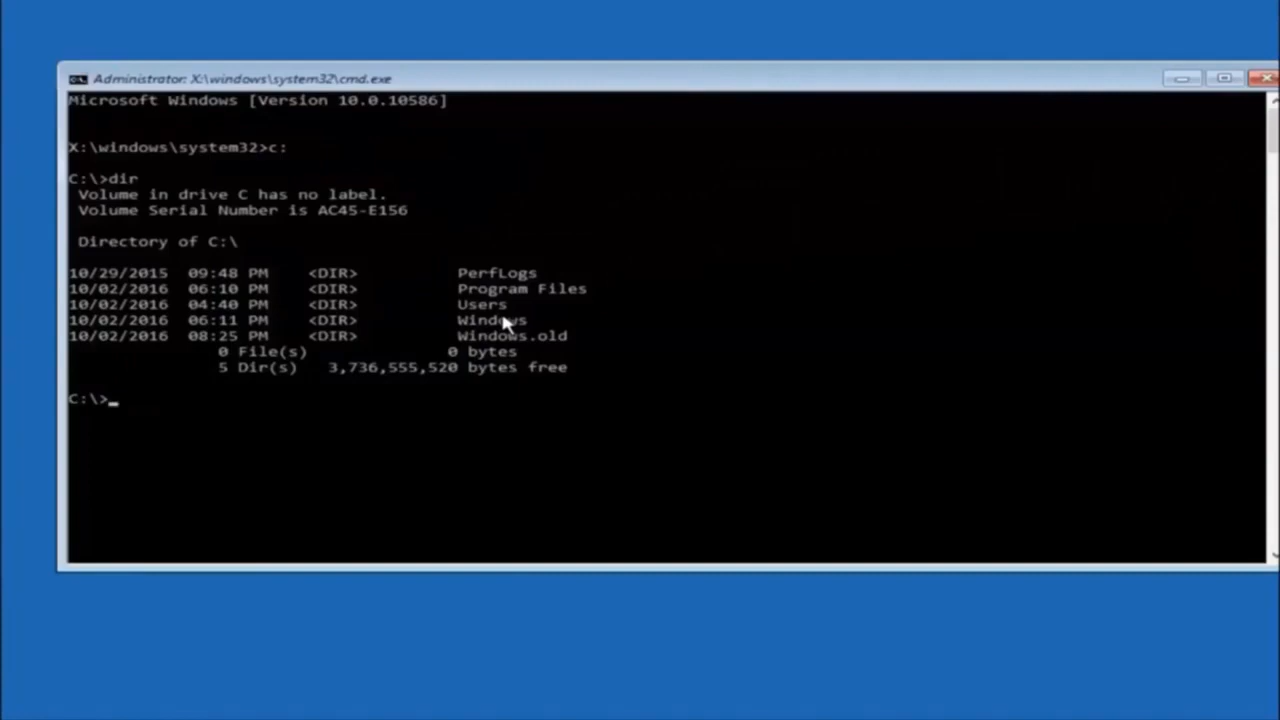 Administrator: X:\windows\system32\cmd.exe
Microsoft Windows [Version 10.0.10586]
X:\windows\system32>c:
C:\>dir
Volume in drive C has no label.
Volume Serial Number is AC45-E156
Directory of C:\
10/29/2015 09:48 PM <DIR> PerfLogs
10/02/2016 06:10 PM <DIR> Program Files
10/02/2016 04:40 PM <DIR> Users
10/02/2016 06:11 PM <DIR> Windows
10/02/2016 08:25 PM <DIR> Windows.old
0 File(s) 0 bytes
5 Dir(s) 3,736,555,520 bytes free
C:\>_